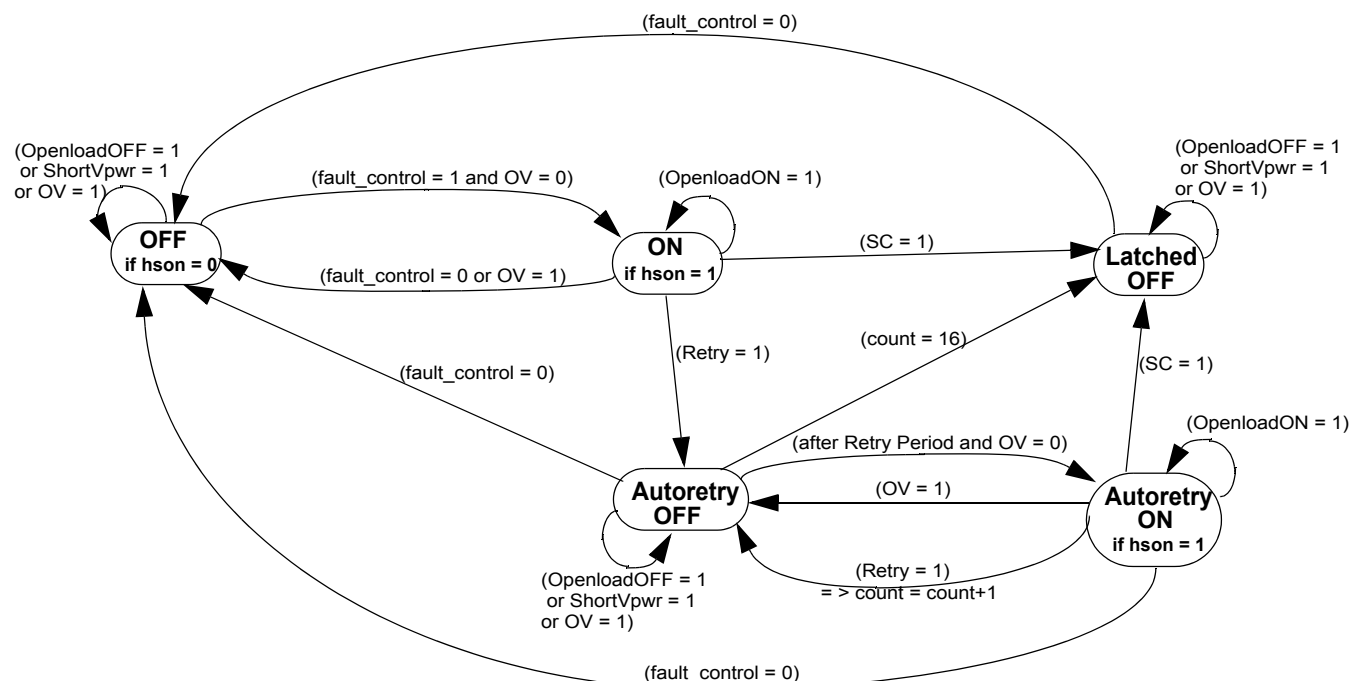 (fault_control = 0)
(OpenloadOFF = 1
or ShortVpwr = 1
or OV = 1)
(fault_control = 1 and OV = 0)
(OpenloadON = 1)
(OpenloadOFF = 1
or ShortVpwr = 1
or OV = 1)
OFF
if hson = 0
ON
if hson = 1
(SC = 1)
Latched
OFF
(fault_control = 0 or OV = 1)
(Retry = 1)
(count = 16)
(fault_control = 0)
(SC = 1)
(OpenloadON = 1)
(after Retry Period and OV = 0)
Autoretry
OFF
(OV = 1)
Autoretry
ON
if hson = 1
(OpenloadOFF = 1
or ShortVpwr = 1
or OV = 1)
(Retry = 1)
= > count = count+1
(fault_control = 0)